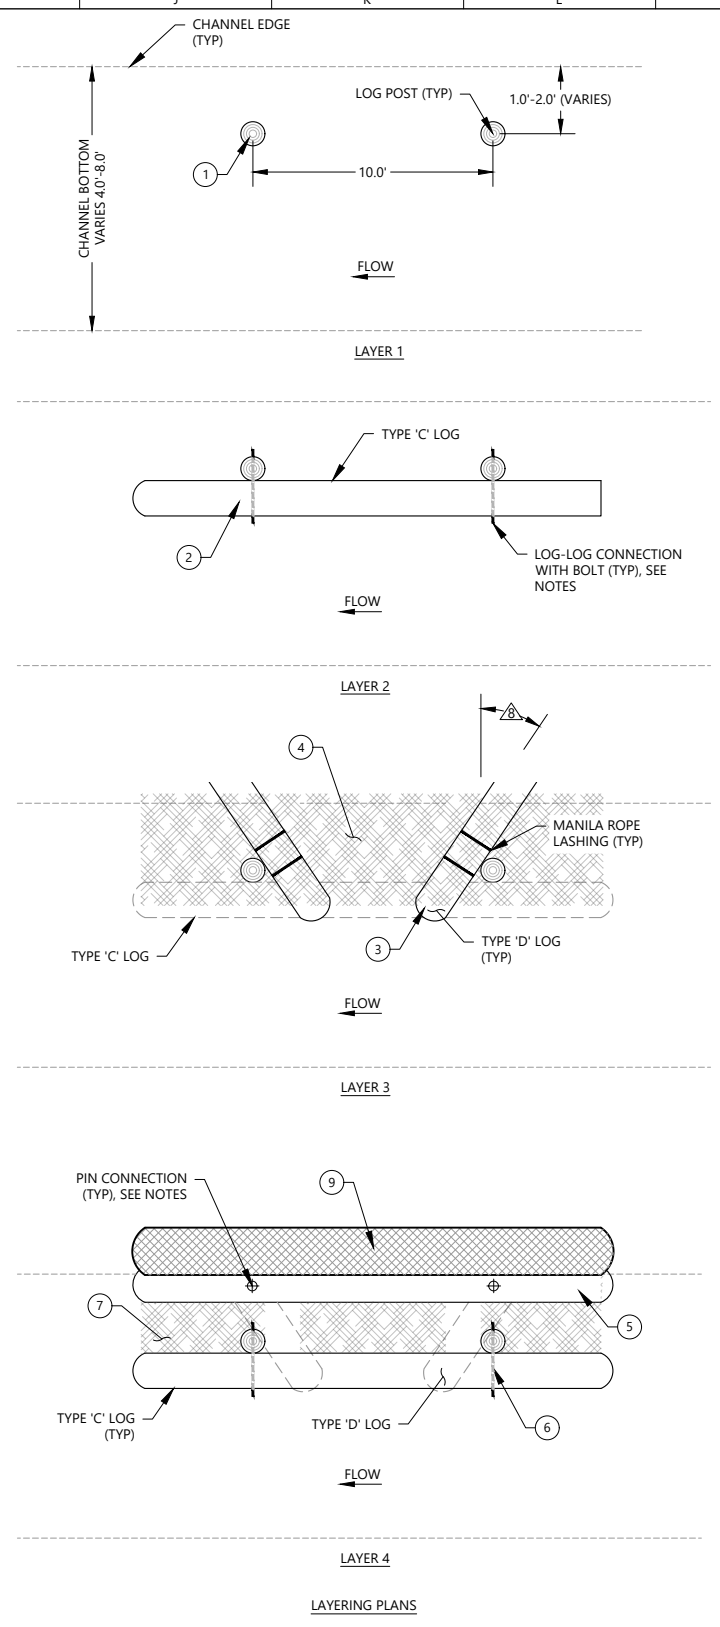 J K L
CHANNEL EDGE
(TYP)
LOG POST (TYP)
1.0'-2.0' (VARIES)
CHANNEL BOTTOM
VARIES 4.0'-8.0'
1
10.0'
FLOW
LAYER 1
TYPE 'C' LOG
2
LOG-LOG CONNECTION
WITH BOLT (TYP), SEE
NOTES
FLOW
LAYER 2
8
4
MANILA ROPE
LASHING (TYP)
TYPE 'C' LOG
3
TYPE 'D' LOG
(TYP)
FLOW
LAYER 3
PIN CONNECTION
(TYP), SEE NOTES
9
7
5
TYPE 'C' LOG
(TYP)
TYPE 'D' LOG
6
FLOW
LAYER 4
LAYERING PLANS